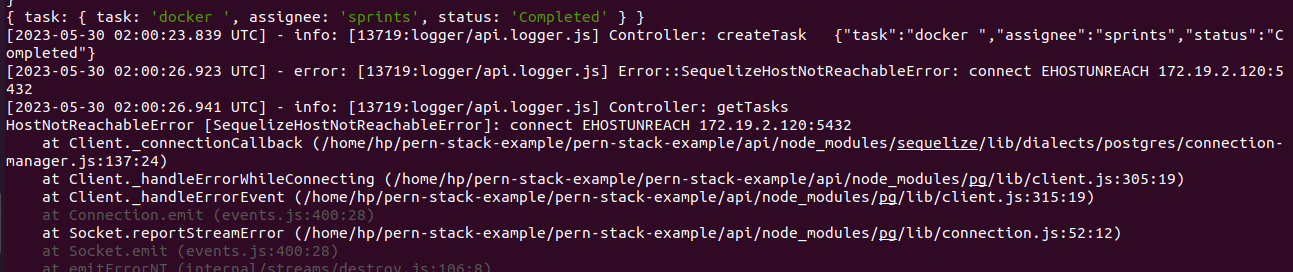 }
{ task: { task: 'docker ', assignee: 'sprints', status: 'Completed' } }
[2023-05-30 02:00:23.839 UTC] - info: [13719:logger/api.logger.js] Controller: createTask   {"task":"docker ","assignee":"sprints","status":"C
ompleted"}
[2023-05-30 02:00:26.923 UTC] - error: [13719:logger/api.logger.js] Error::SequelizeHostNotReachableError: connect EHOSTUNREACH 172.19.2.120:5
432
[2023-05-30 02:00:26.941 UTC] - info: [13719:logger/api.logger.js] Controller: getTasks
HostNotReachableError [SequelizeHostNotReachableError]: connect EHOSTUNREACH 172.19.2.120:5432
    at Client._connectionCallback (/home/hp/pern-stack-example/pern-stack-example/api/node_modules/sequelize/lib/dialects/postgres/connection-
manager.js:137:24)
    at Client._handleErrorWhileConnecting (/home/hp/pern-stack-example/pern-stack-example/api/node_modules/pg/lib/client.js:305:19)
    at Client._handleErrorEvent (/home/hp/pern-stack-example/pern-stack-example/api/node_modules/pg/lib/client.js:315:19)
    at Connection.emit (events.js:400:28)
    at Socket.reportStreamError (/home/hp/pern-stack-example/pern-stack-example/api/node_modules/pg/lib/connection.js:52:12)
    at Socket.emit (events.js:400:28)
    at emitErrorNT (internal/streams/destroy.js:106:8)